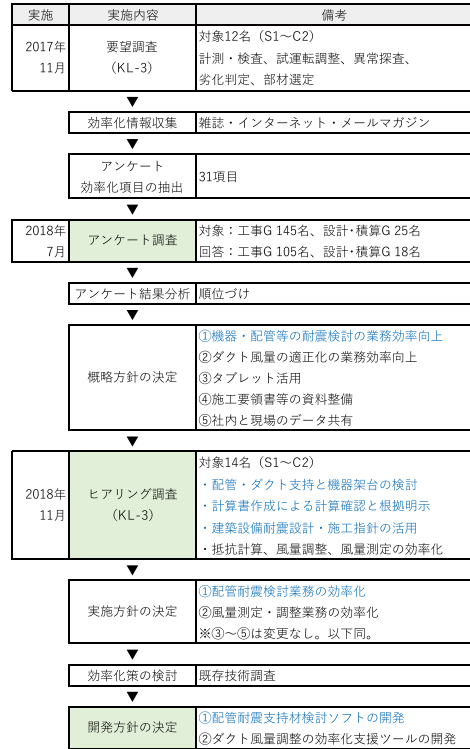 実施 実施内容 備考
2017年
11月
要望調査
（KL-3）
対象12名（S1～C2）
計測・検査、試運転調整、異常探査、
劣化判定、部材選定
▼
効率化情報収集 雑誌・インターネット・メールマガジン
▼
アンケート
効率化項目の抽出
31項目
▼
2018年
7月
アンケート調査
対象：工事G 145名、設計・積算G 25名
回答：工事G 105名、設計・積算G 18名
▼
アンケート結果分析 順位づけ
▼
概略方針の決定
①機器・配管等の耐震検討の業務効率向上
②ダクト風量の適正化の業務効率向上
③タブレット活用
④施工要領書等の資料整備
⑤社内と現場のデータ共有
▼
2018年
11月
ヒアリング調査
（KL-3）
対象14名（S1～C2）
・配管・ダクト支持と機器架台の検討
・計算書作成による計算確認と根拠明示
・建築設備耐震設計・施工指針の活用
・抵抗計算、風量調整、風量測定の効率化
▼
実施方針の決定
①配管耐震検討業務の効率化
②風量測定・調整業務の効率化
※③～⑤は変更なし。以下同。
▼
効率化策の検討 既存技術調査
▼
開発方針の決定
①配管耐震支持材検討ソフトの開発
②ダクト風量調整の効率化支援ツールの開発